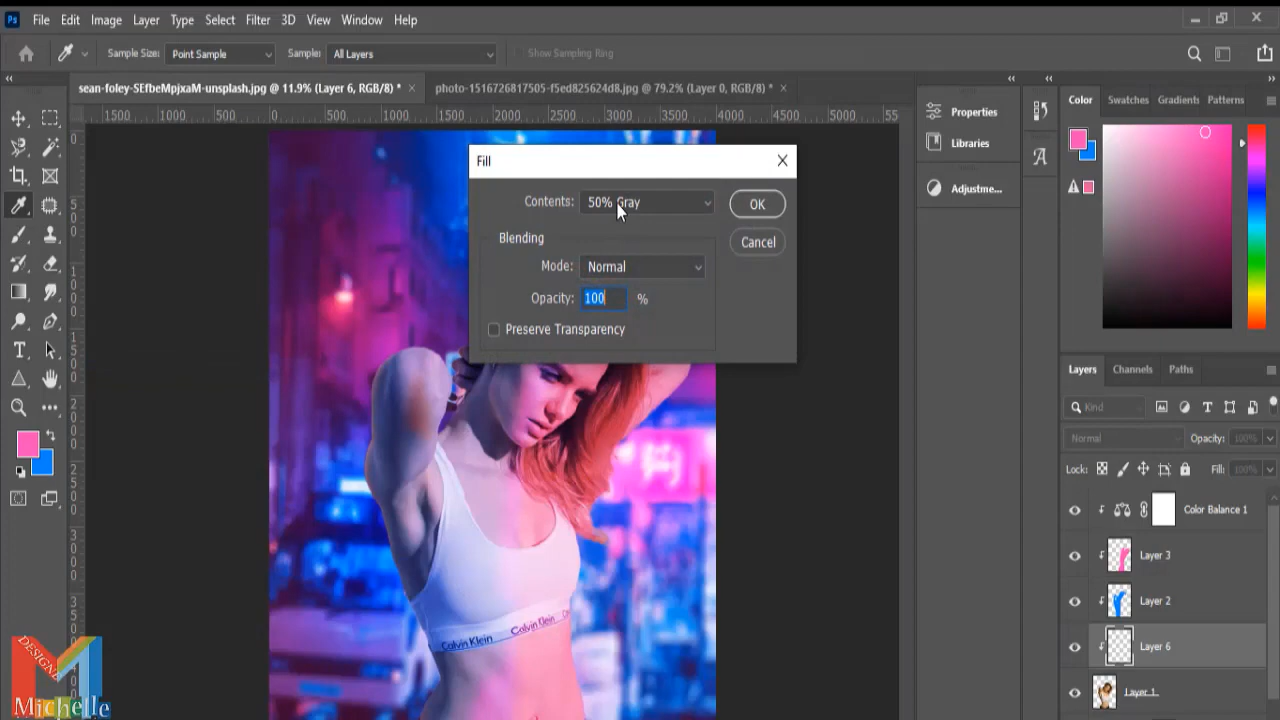 Ps File Edit Image Layer Type Select Filter 3D View Window Help
Sample Size: Point Sample Sample: All Layers Show Sampling Ring
sean-foley-SEfbeMpjxaM-unsplash.jpg @ 11.9% (Layer 6, RGB/8) * × photo-1516726817505-f5ed825624d8.jpg @ 79.2% (Layer 0, RGB/8) * ×
1500 1000 500 0 500 1000 1500 2000 2500 3000 3500 4000 4500 5000 55
Fill
Contents: 50% Gray OK
Blending Cancel
Mode: Normal
Opacity: 100 %
Preserve Transparency
Properties
Libraries
Adjustme...
Color Swatches Gradients Patterns
Layers Channels Paths
Kind
Normal Opacity: 100%
Lock: Fill: 100%
Color Balance 1
Layer 3
Layer 2
Layer 6
Layer 1
Calvin Klein Calvin Klein
DESIGNE
M
Michelle